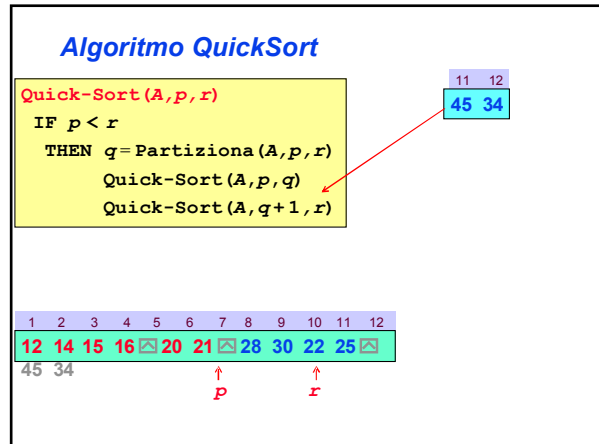 Algoritmo QuickSort
Quick-Sort(A,p,r)
IF p < r
THEN q = Partiziona(A,p,r)
Quick-Sort(A,p,q)
Quick-Sort(A,q+1,r)
11 12
45 34
1 2 3 4 5 6 7 8 9 10 11 12
12 14 15 16 20 21 28 30 22 25
45 34
p r